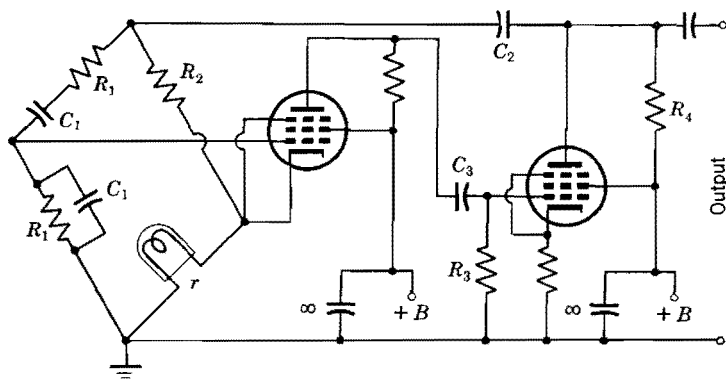 C₂
R₁
R₂
R₄
C₁
C₃
C₁
R₁
R₃
Output
r
∞
+ B
∞
+ B